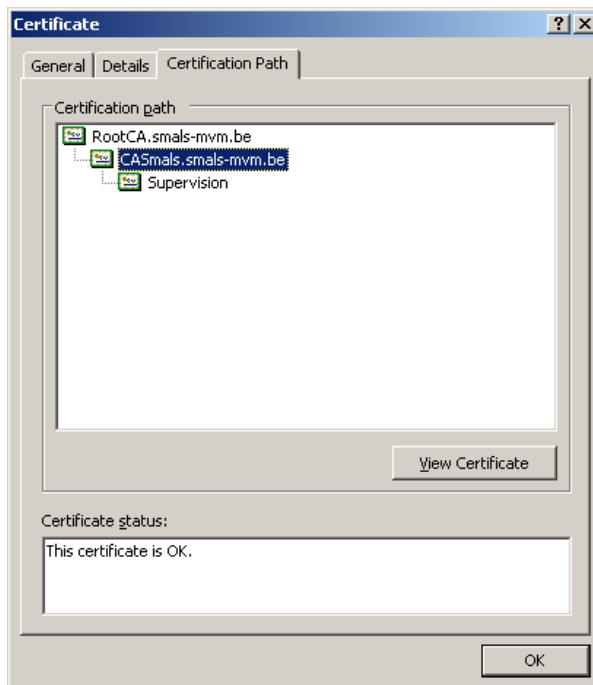 Certificate
General Details Certification Path
Certification path
RootCA.smals-mvm.be
CASmals.smals-mvm.be
Supervision
View Certificate
Certificate status:
This certificate is OK.
OK